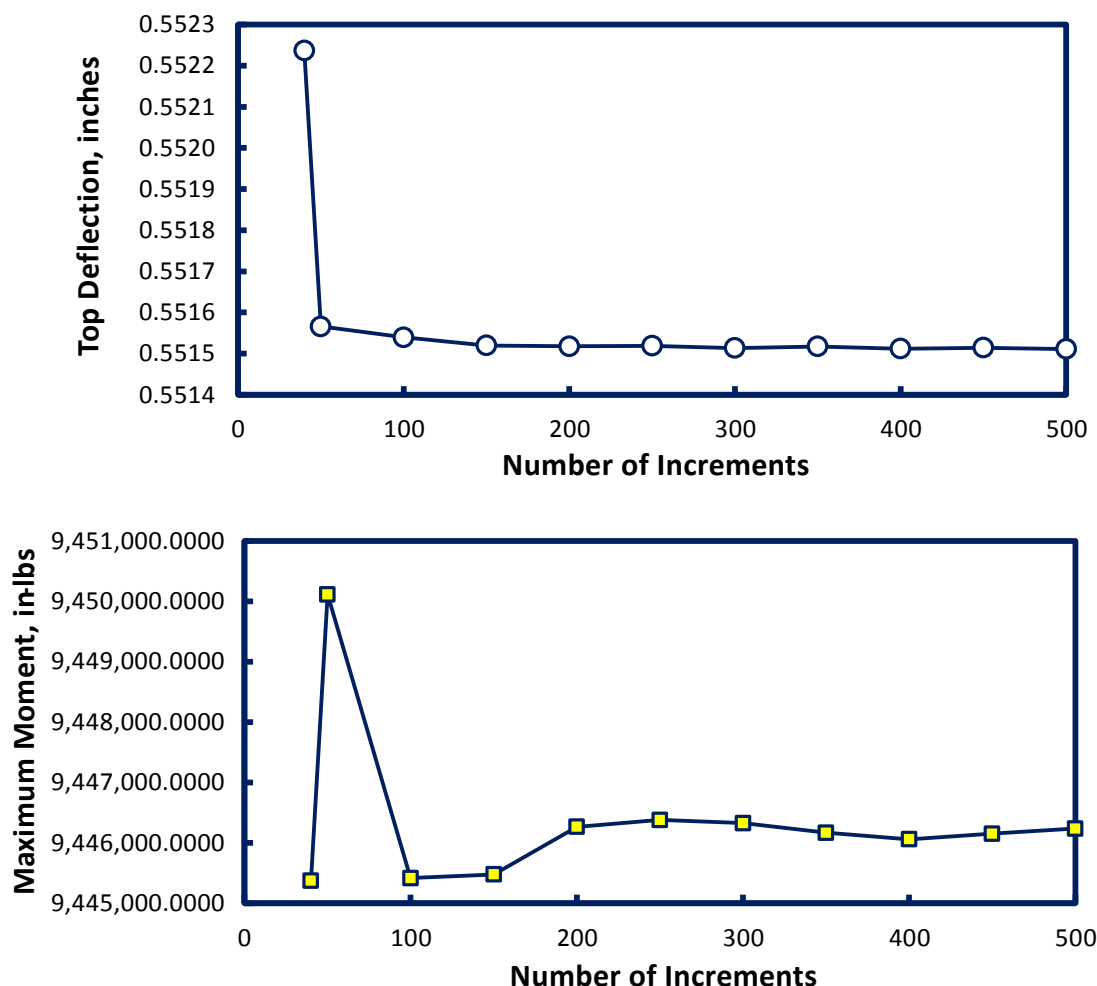 0.5523
0.5522
0.5521
0.5520
0.5519
0.5518
0.5517
0.5516
0.5515
0.5514
Top Deflection, inches
0 100 200 300 400 500
Number of Increments
9,451,000.0000
9,450,000.0000
9,449,000.0000
9,448,000.0000
9,447,000.0000
9,446,000.0000
9,445,000.0000
Maximum Moment, in-lbs
0 100 200 300 400 500
Number of Increments